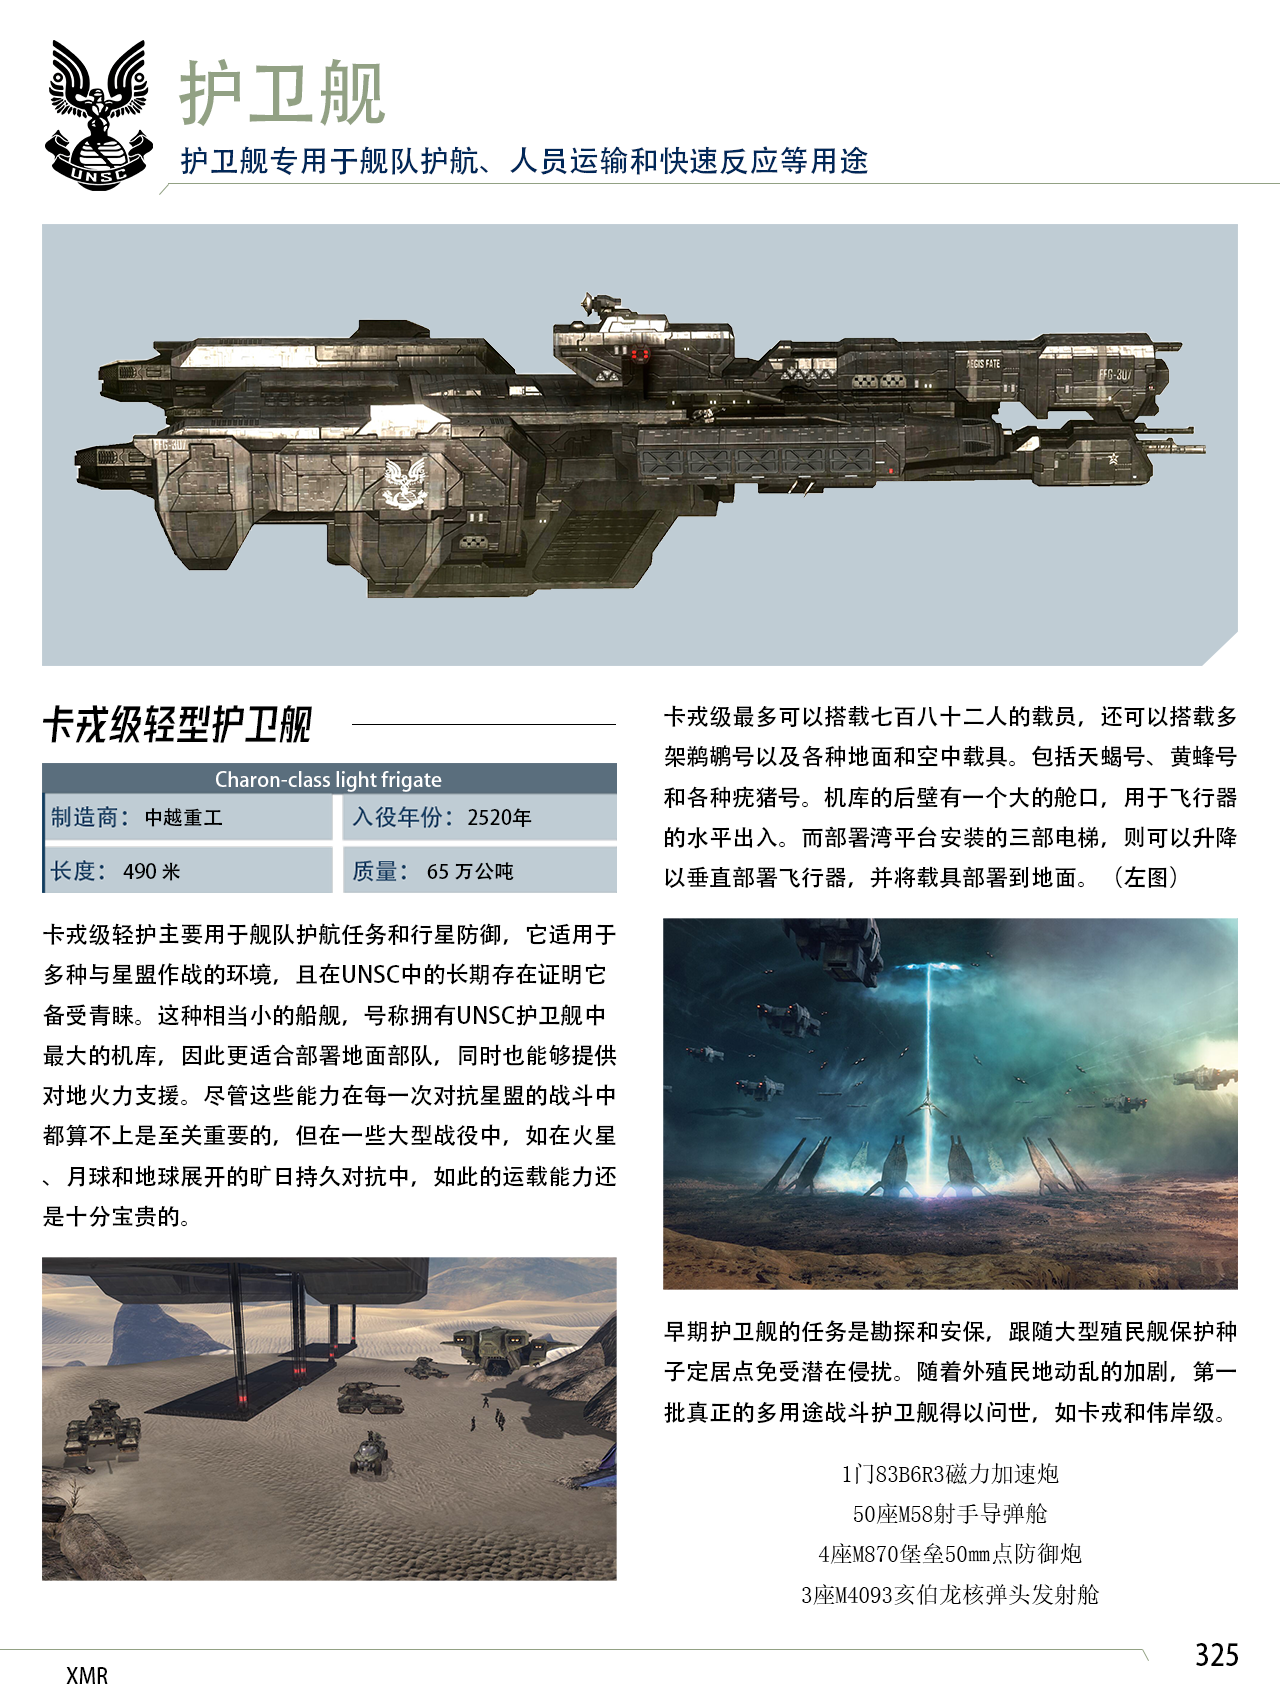 护卫舰
护卫舰专用于舰队护航、人员运输和快速反应等用途
UNSC
AEGIS FATE
FFG-307
FFG-307
卡戎级轻型护卫舰
Charon-class light frigate
制造商：中越重工
入役年份：2520年
长度：490 米
质量：65 万公吨
卡戎级轻护主要用于舰队护航任务和行星防御，它适用于
多种与星盟作战的环境，且在UNSC中的长期存在证明它
备受青睐。这种相当小的船舰，号称拥有UNSC护卫舰中
最大的机库，因此更适合部署地面部队，同时也能够提供
对地火力支援。尽管这些能力在每一次对抗星盟的战斗中
都算不上是至关重要的，但在一些大型战役中，如在火星
、月球和地球展开的旷日持久对抗中，如此的运载能力还
是十分宝贵的。
卡戎级最多可以搭载七百八十二人的载员，还可以搭载多
架鹈鹕号以及各种地面和空中载具。包括天蝎号、黄蜂号
和各种疣猪号。机库的后壁有一个大的舱口，用于飞行器
的水平出入。而部署湾平台安装的三部电梯，则可以升降
以垂直部署飞行器，并将载具部署到地面。（左图）
早期护卫舰的任务是勘探和安保，跟随大型殖民舰保护种
子定居点免受潜在侵扰。随着外殖民地动乱的加剧，第一
批真正的多用途战斗护卫舰得以问世，如卡戎和伟岸级。
1门83B6R3磁力加速炮
50座M58射手导弹舱
4座M870堡垒50㎜点防御炮
3座M4093亥伯龙核弹头发射舱
XMR
325